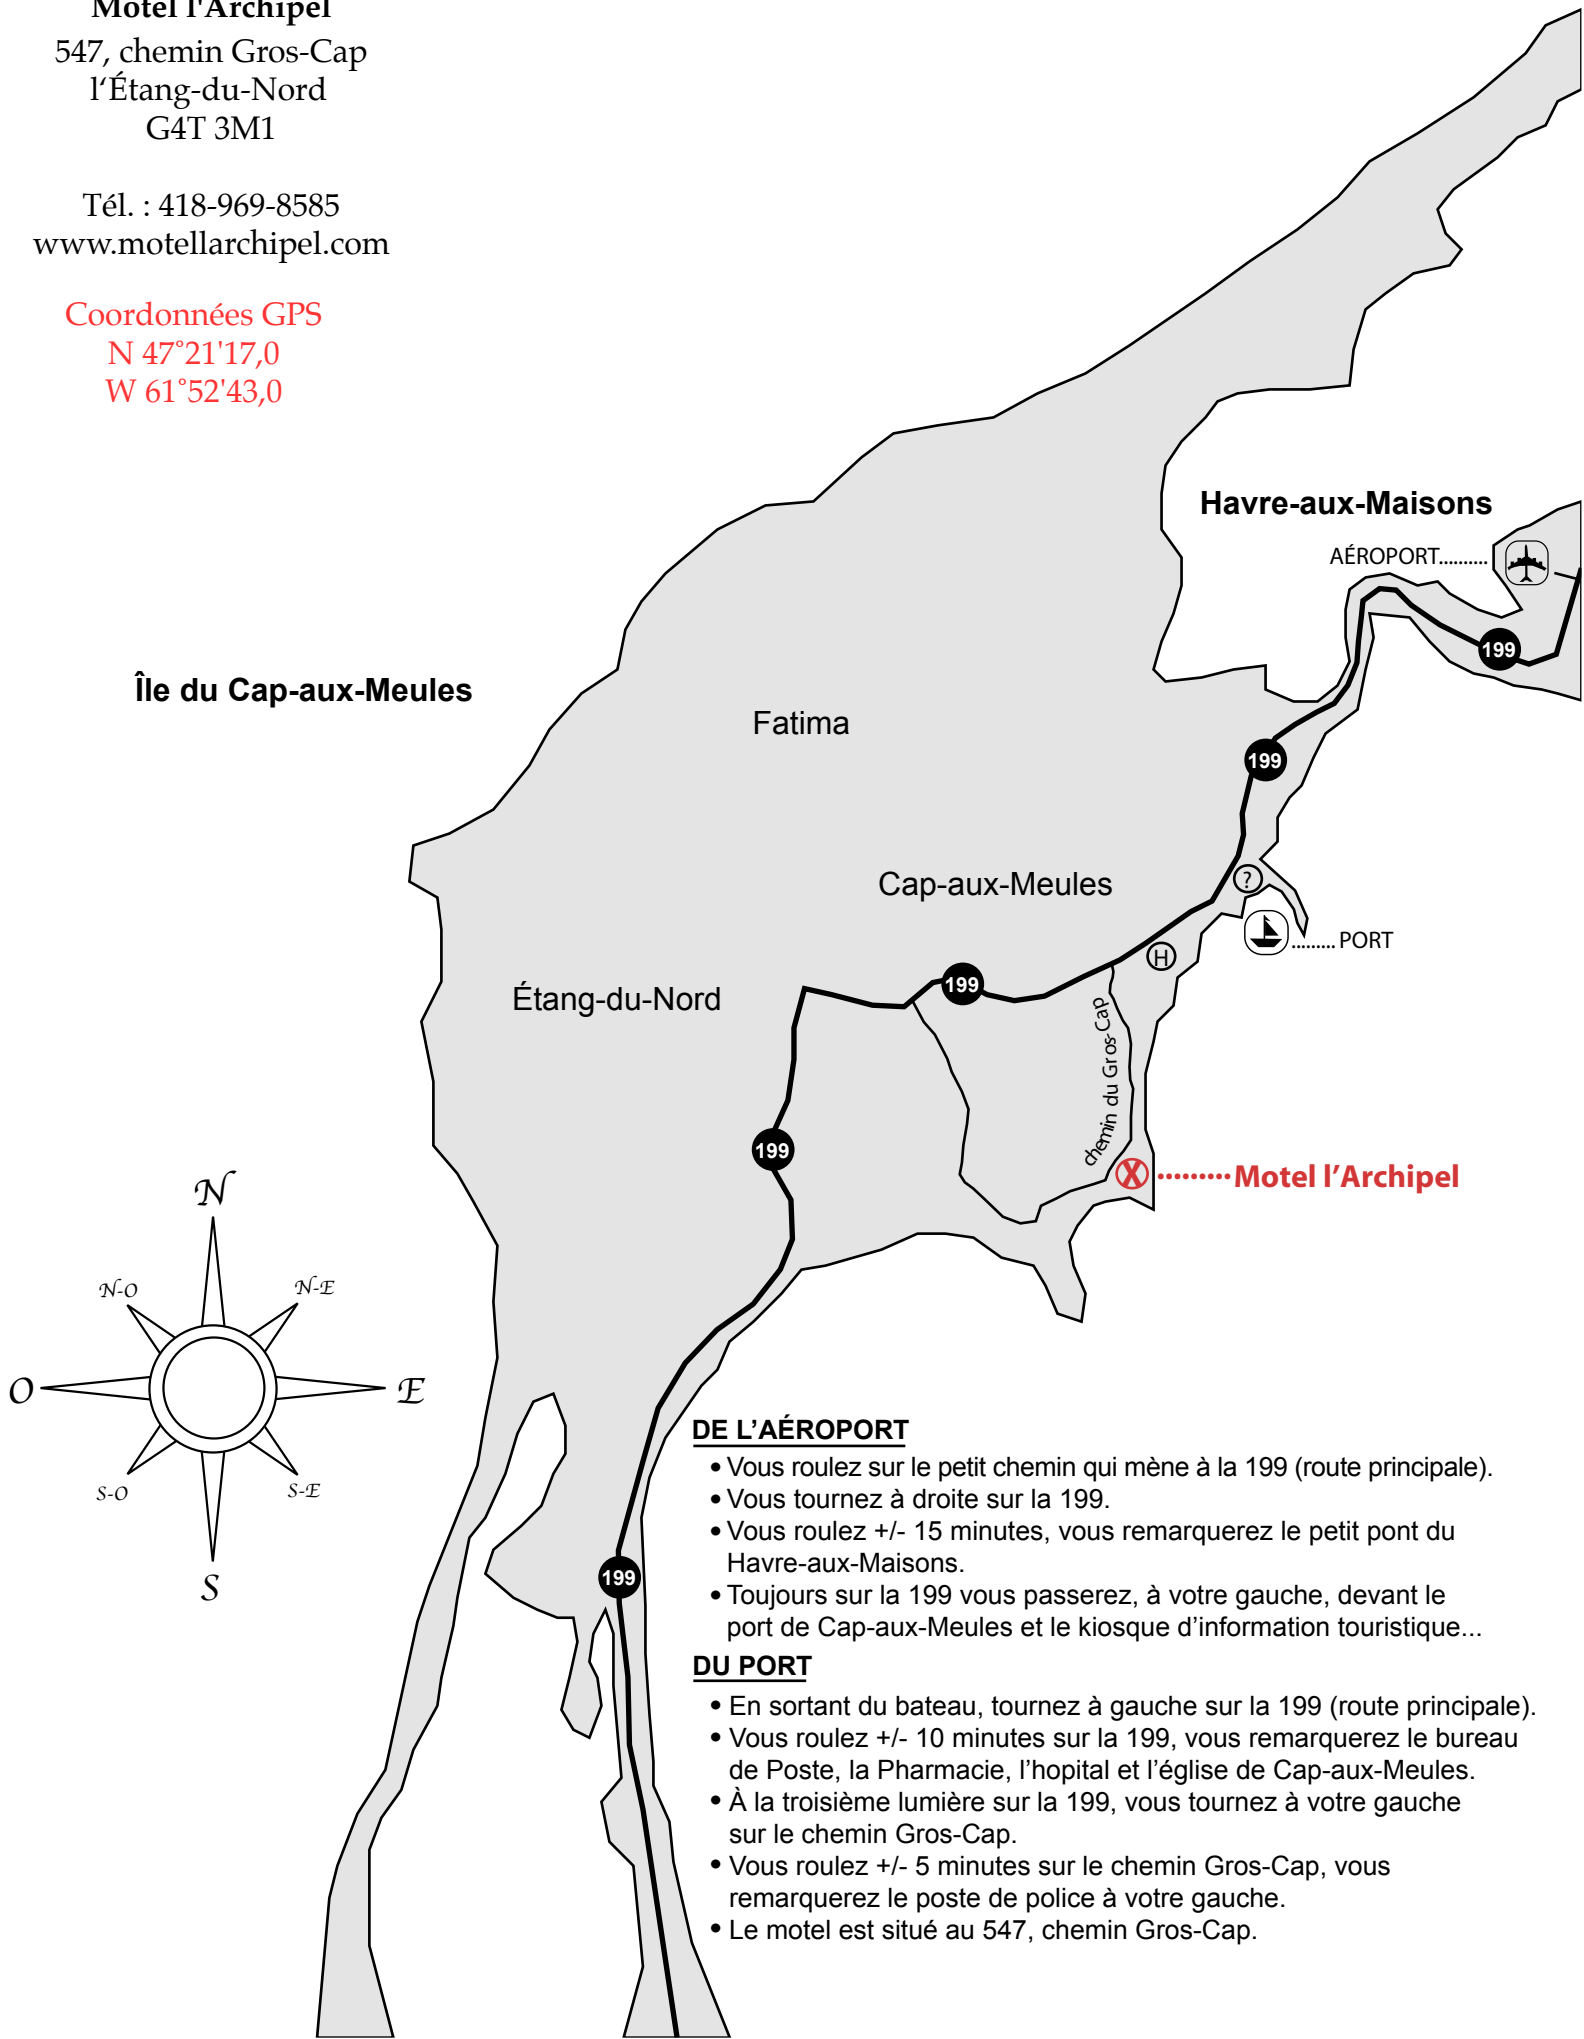 Motel l'Archipel
547, chemin Gros-Cap
l‘Étang-du-Nord
G4T 3M1
Tél. : 418-969-8585
www.motellarchipel.com
Coordonnées GPS
N 47°21'17,0
W 61°52'43,0
Havre-aux-Maisons
AÉROPORT..........
199
Île du Cap-aux-Meules
Fatima
199
Cap-aux-Meules
?
......... PORT
H
199
Étang-du-Nord
chemin du Gros-Cap
199
X ......... Motel l’Archipel
N
N-O
N-E
O
E
S-O
S-E
S
199
DE L’AÉROPORT
• Vous roulez sur le petit chemin qui mène à la 199 (route principale).
• Vous tournez à droite sur la 199.
• Vous roulez +/- 15 minutes, vous remarquerez le petit pont du
Havre-aux-Maisons.
• Toujours sur la 199 vous passerez, à votre gauche, devant le
port de Cap-aux-Meules et le kiosque d’information touristique...
DU PORT
• En sortant du bateau, tournez à gauche sur la 199 (route principale).
• Vous roulez +/- 10 minutes sur la 199, vous remarquerez le bureau
de Poste, la Pharmacie, l’hopital et l’église de Cap-aux-Meules.
• À la troisième lumière sur la 199, vous tournez à votre gauche
sur le chemin Gros-Cap.
• Vous roulez +/- 5 minutes sur le chemin Gros-Cap, vous
remarquerez le poste de police à votre gauche.
• Le motel est situé au 547, chemin Gros-Cap.